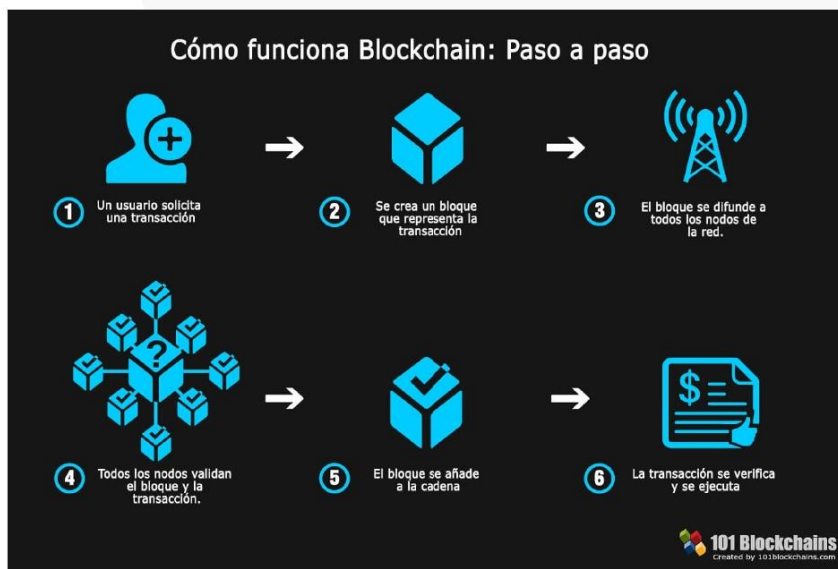 Cómo funciona Blockchain: Paso a paso
1
Un usuario solicita
una transacción
2
Se crea un bloque
que representa la
transacción
3
El bloque se difunde a
todos los nodos de
la red.
?
4
Todos los nodos validan
el bloque y la
transacción.
5
El bloque se añade
a la cadena
$
6
La transacción se verifica
y se ejecuta
101 Blockchains
Created by 101blockchains.com